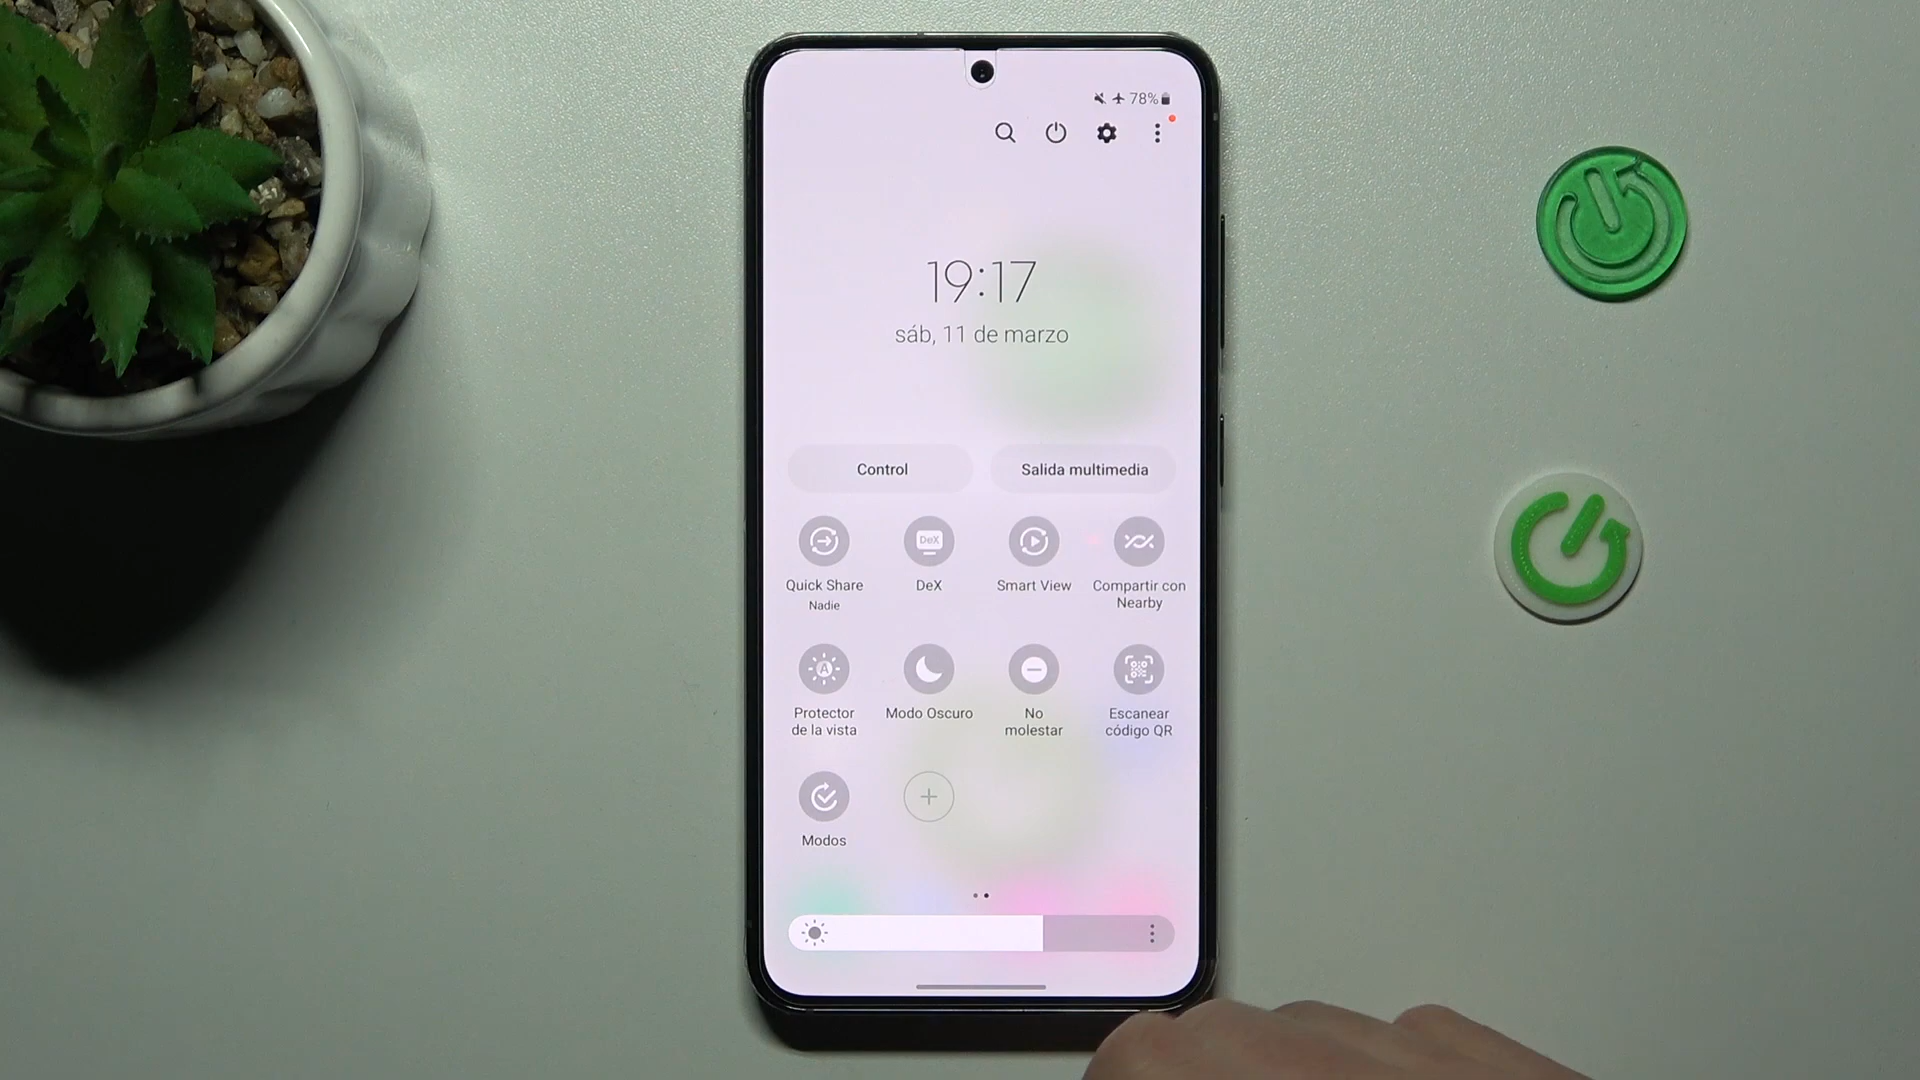 78%
19:17
sáb, 11 de marzo
Control
Salida multimedia
Quick Share
Nadie
DeX
DeX
Smart View
Compartir con
Nearby
A
Protector
de la vista
Modo Oscuro
No
molestar
Escanear
código QR
Modos